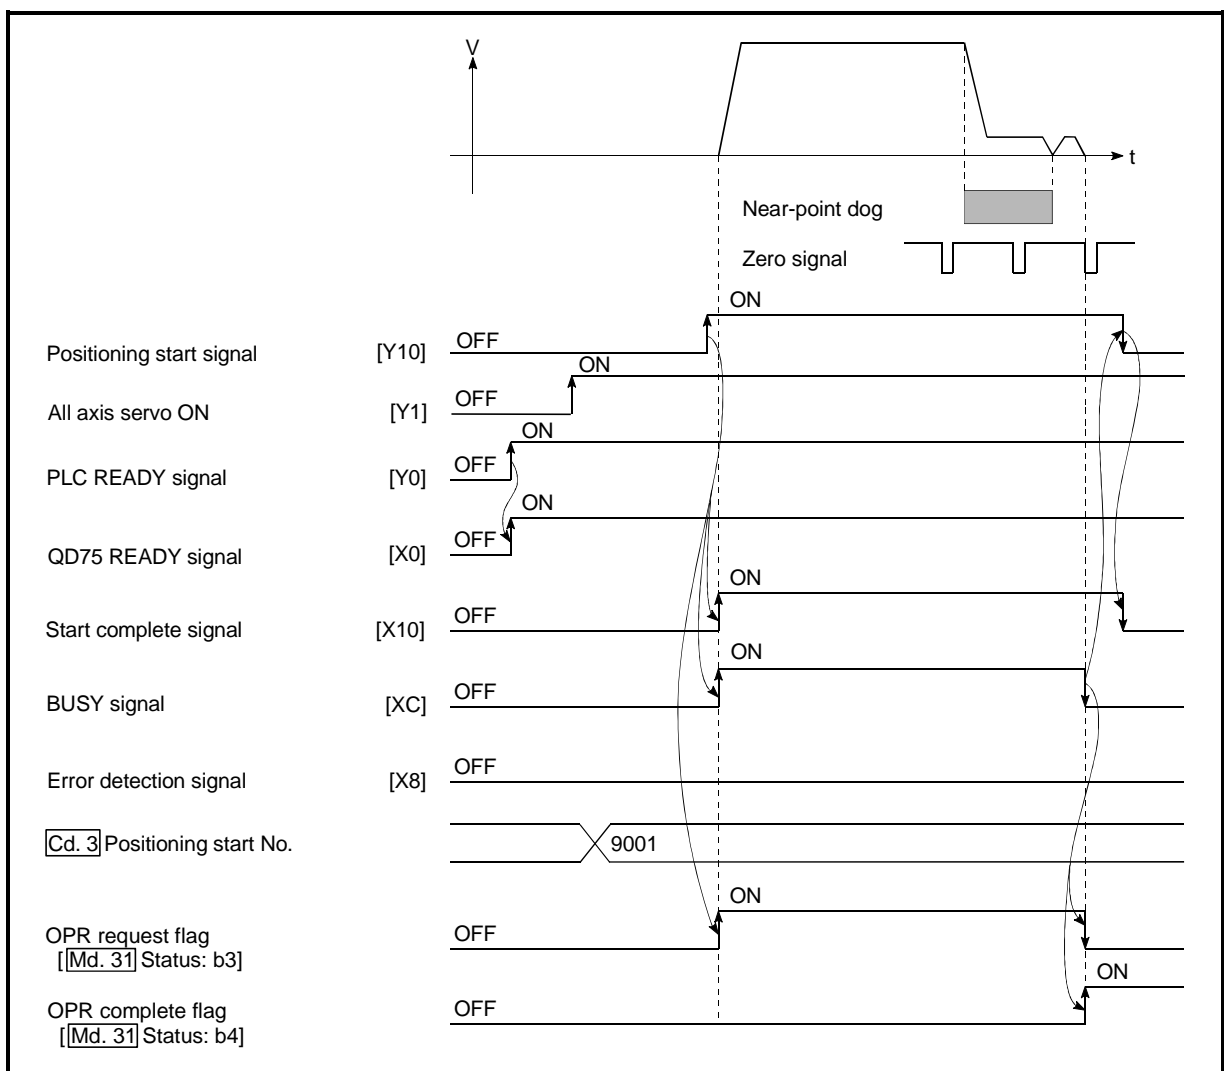 V
t
Near-point dog
Zero signal
ON
Positioning start signal [Y10] OFF
ON
All axis servo ON [Y1] OFF
ON
PLC READY signal [Y0] OFF
ON
QD75 READY signal [X0] OFF
ON
Start complete signal [X10] OFF
ON
BUSY signal [XC] OFF
Error detection signal [X8] OFF
Cd. 3 Positioning start No. 9001
ON
OPR request flag OFF
[Md. 31 Status: b3]
ON
OPR complete flag OFF
[Md. 31 Status: b4]